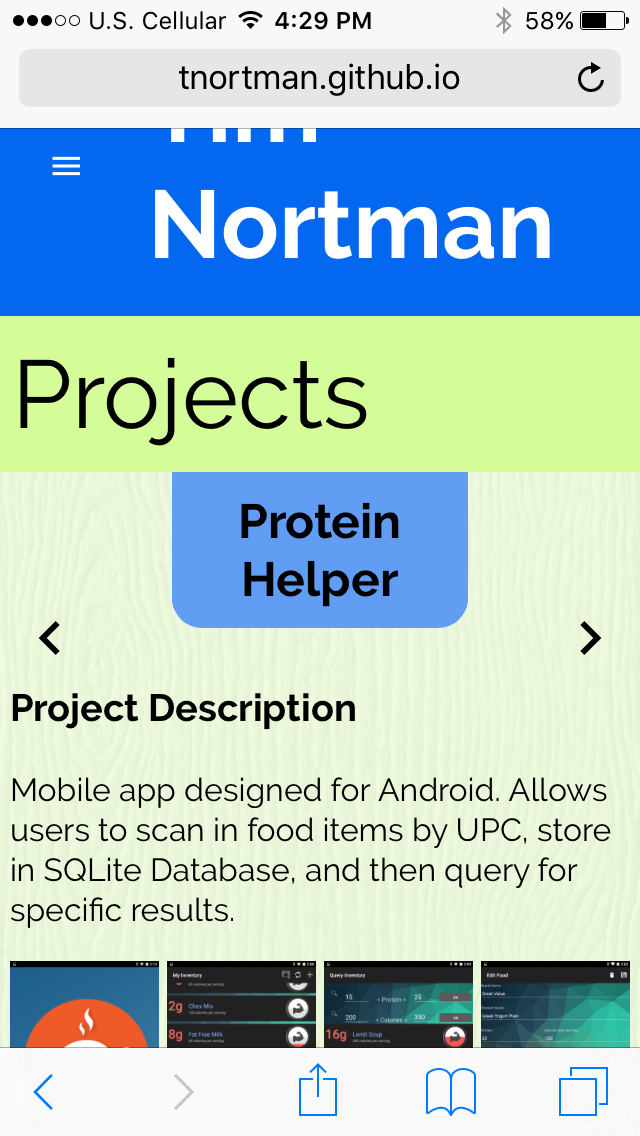 U.S. Cellular 4:29 PM 58%
tnortman.github.io
Nortman
Projects
Protein
Helper
Project Description
Mobile app designed for Android. Allows
users to scan in food items by UPC, store
in SQLite Database, and then query for
specific results.
My Inventory
Query Inventory
Edit Food
2g Chex Mix
15 < Protein < 25
Great Value
8g Fat Free Milk
200 < Calories < 350
Greek Yogurt Plain
16g Lentil Soup